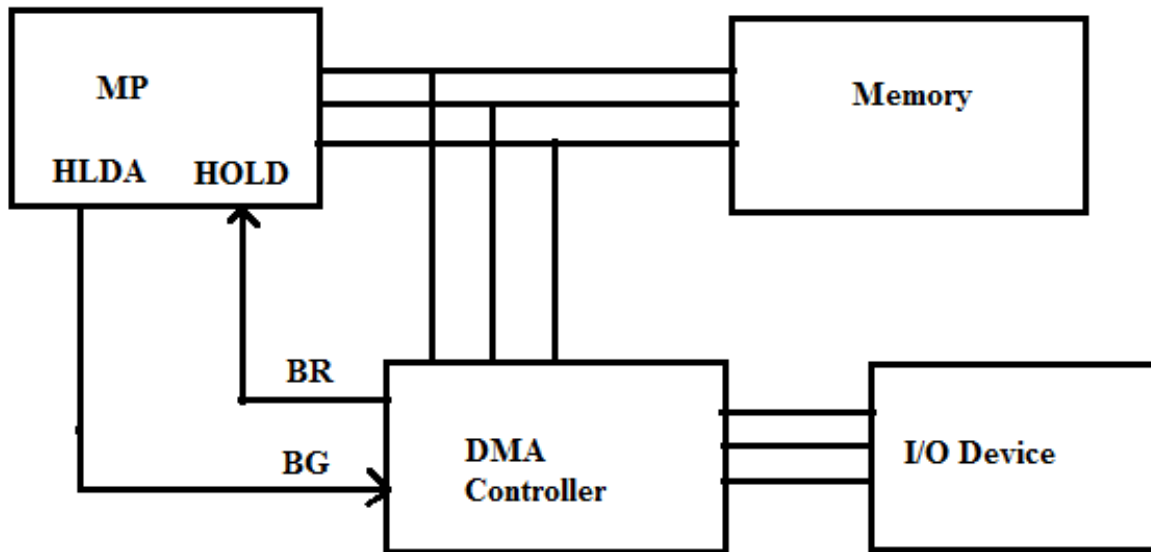 MP
Memory
HLDA HOLD
BR
BG
DMA
Controller
I/O Device